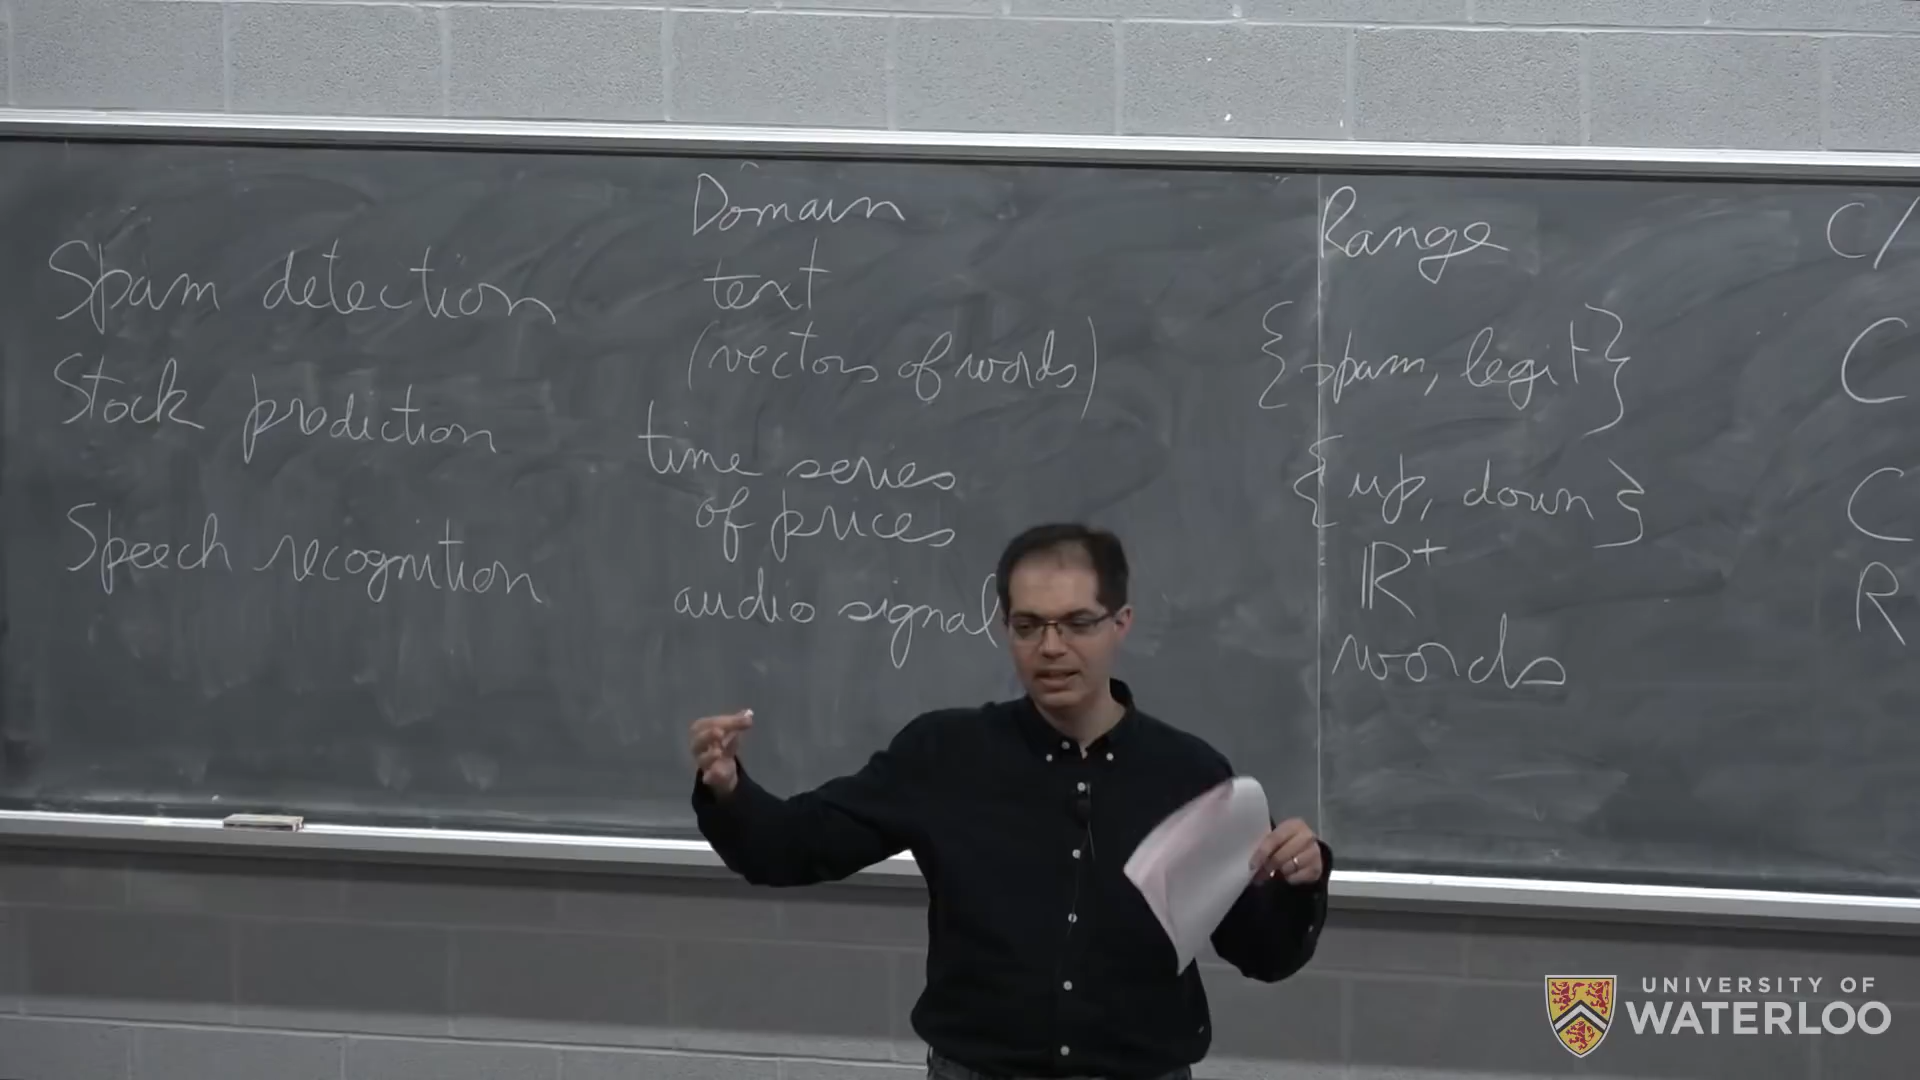 Domain Range C/
Spam detection text
(vectors of words) {spam, legit} C
Stock prediction time series {up, down} C
of prices ℝ⁺ R
Speech recognition audio signal words
UNIVERSITY OF
WATERLOO